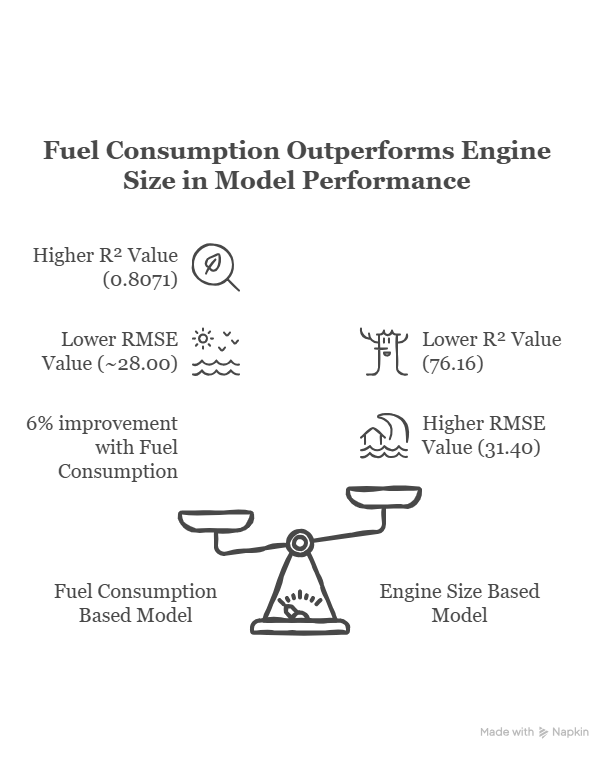 Fuel Consumption Outperforms Engine
Size in Model Performance
Higher R² Value
(0.8071)
Lower RMSE
Value (~28.00)
6% improvement
with Fuel
Consumption
Lower R² Value
(76.16)
Higher RMSE
Value (31.40)
Fuel Consumption
Based Model
Engine Size Based
Model
Made with Napkin